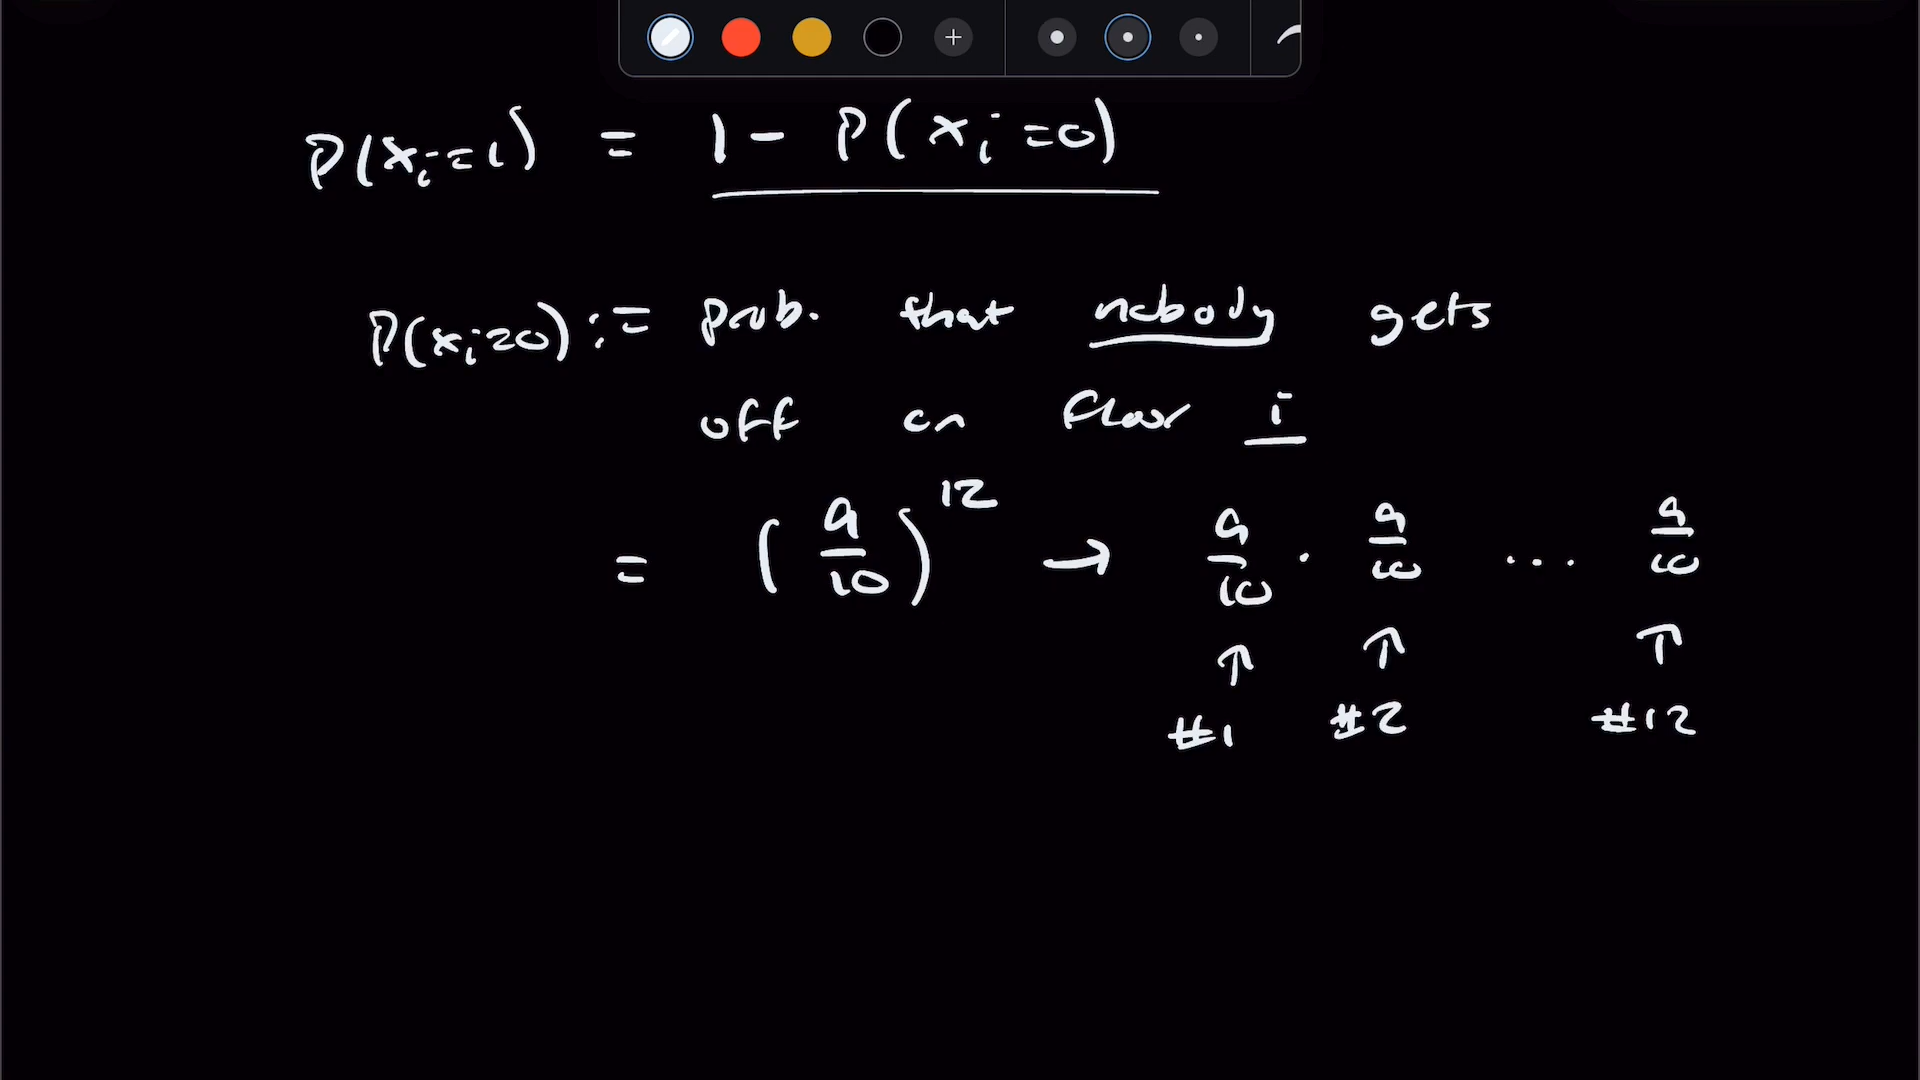 P(xᵢ=1) = 1 - P(xᵢ=0)
P(xᵢ=0) := prob. that nobody gets
off on floor i
= (9/10)^12 → 9/10 · 9/10 ... 9/10
↑ ↑ ↑
#1 #2 #12